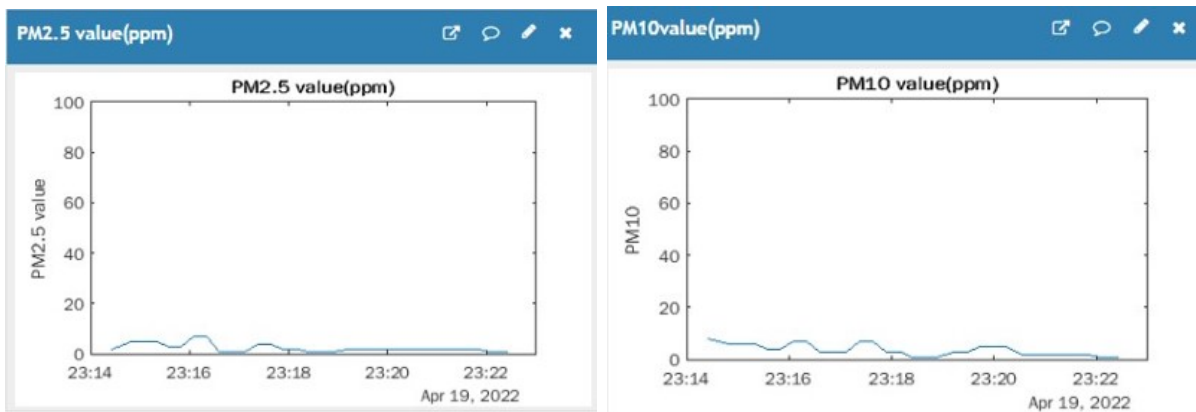 PM2.5 value(ppm)
PM2.5 value(ppm)
100
80
60
40
20
0
PM2.5 value
23:14 23:16 23:18 23:20 23:22
Apr 19, 2022
PM10value(ppm)
PM10 value(ppm)
100
80
60
40
20
0
PM10
23:14 23:16 23:18 23:20 23:22
Apr 19, 2022